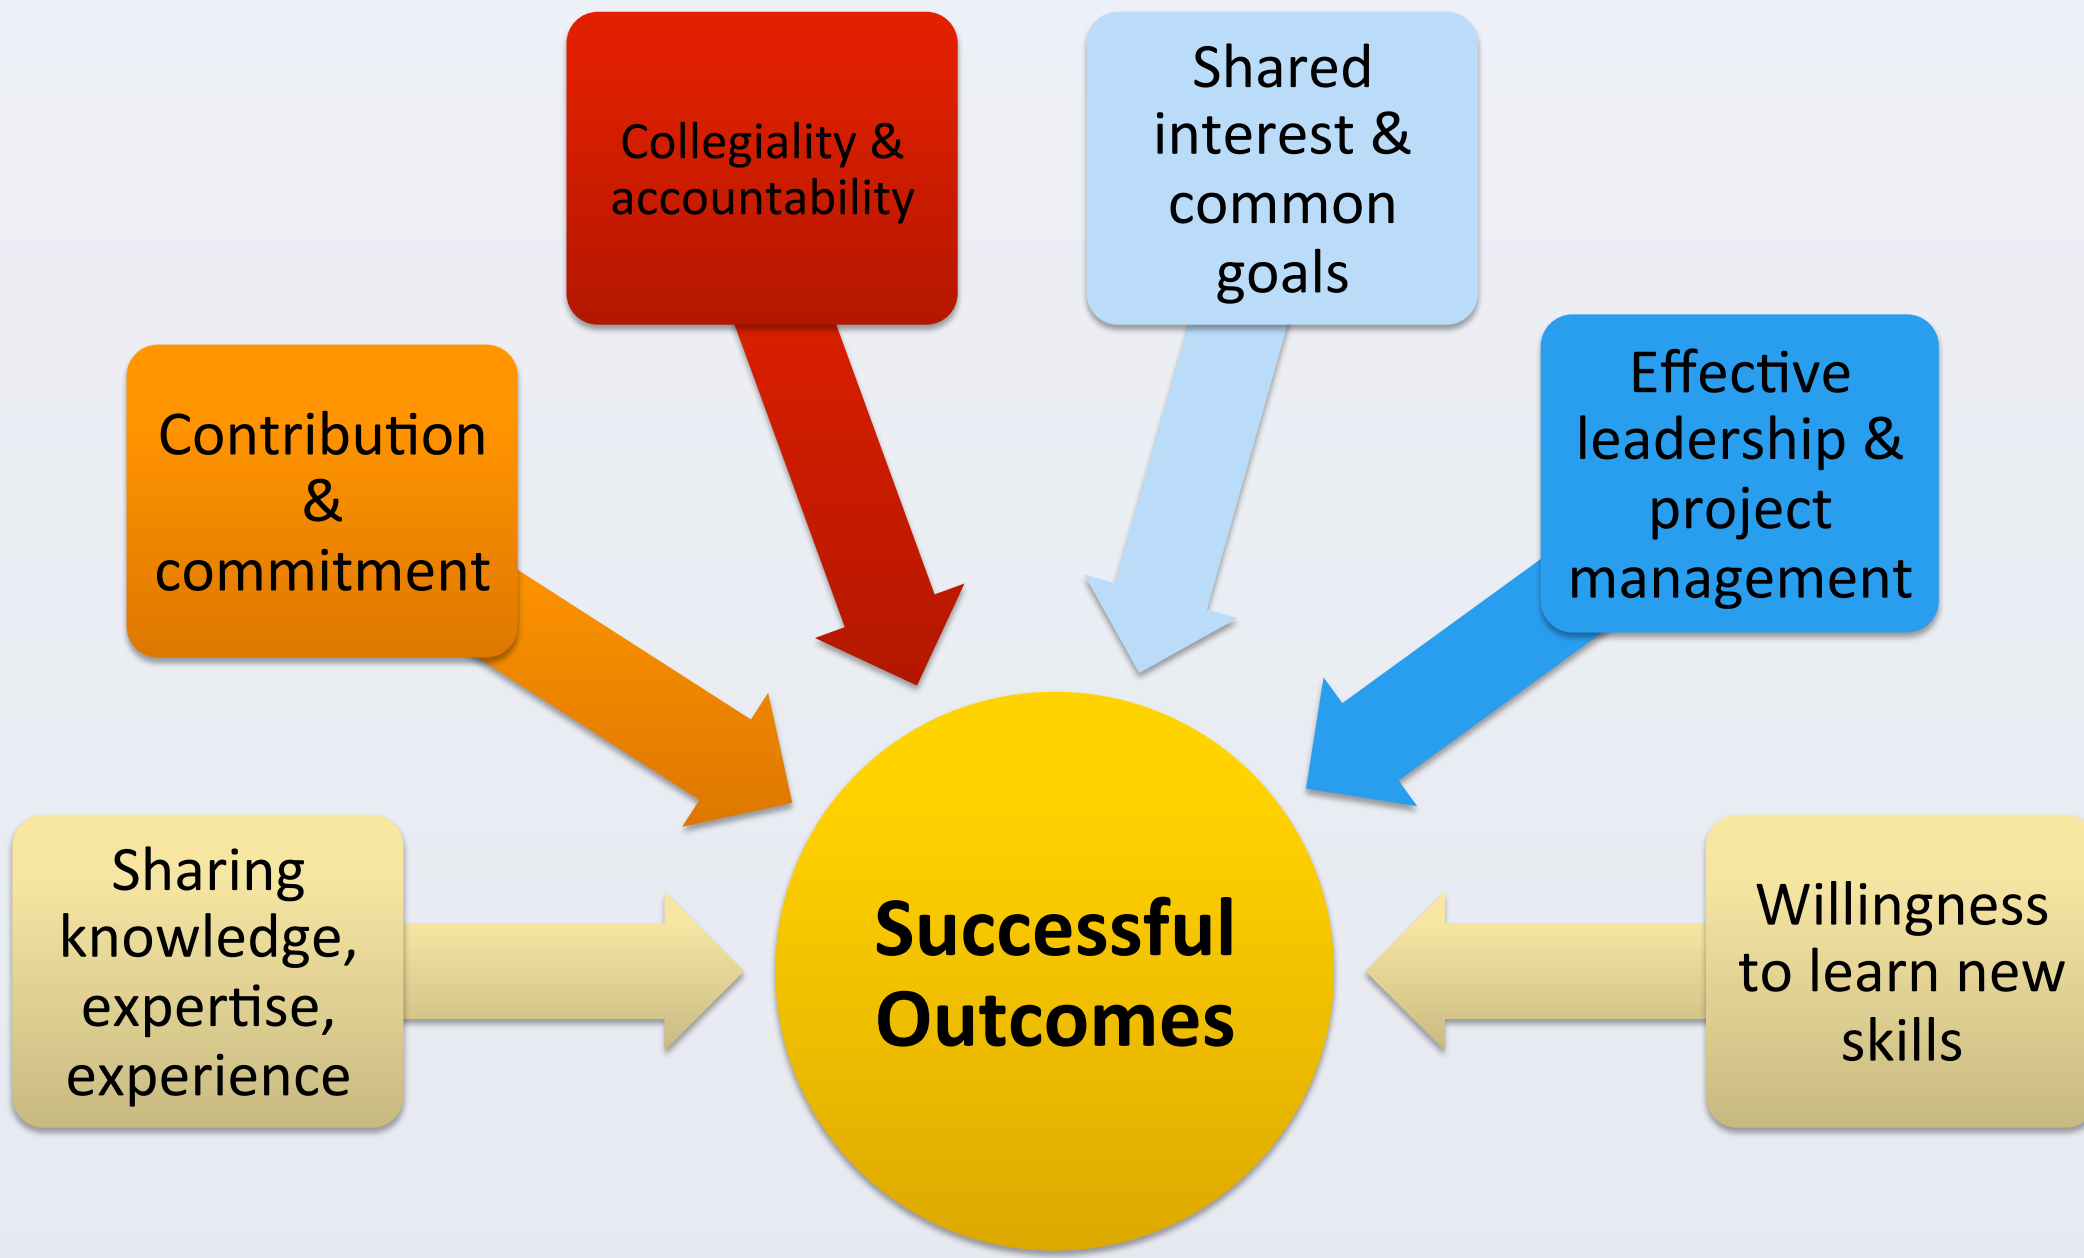 Collegiality &
accountability
Shared
interest &
common
goals
Contribution
&
commitment
Effective
leadership &
project
management
Sharing
knowledge,
expertise,
experience
Successful
Outcomes
Willingness
to learn new
skills